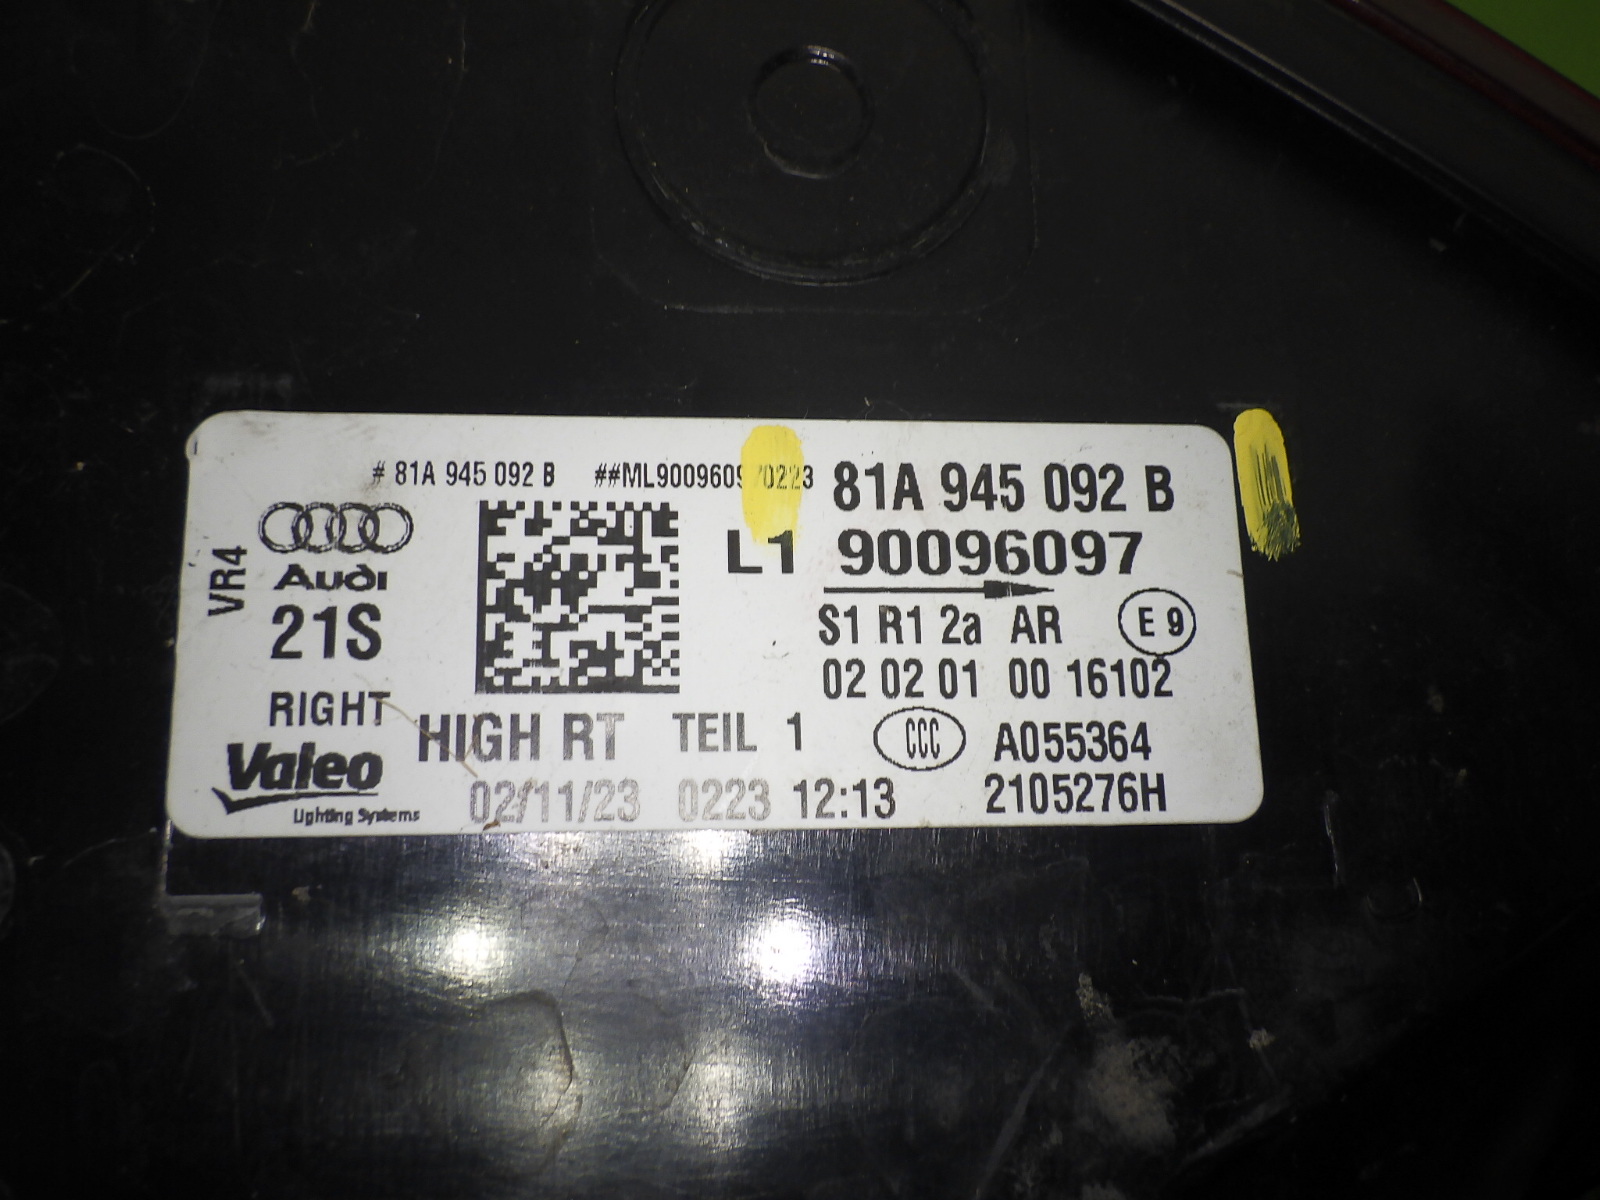 # 81A 945 092 B ##ML90096097 0223 81A 945 092 B
VR4
Audi
L1 90096097
21S
S1 R1 2a AR E 9
02 02 01 00 16102
RIGHT
HIGH RT TEIL 1 CCC A055364
Valeo
Lighting Systems
02/11/23 0223 12:13 2105276H